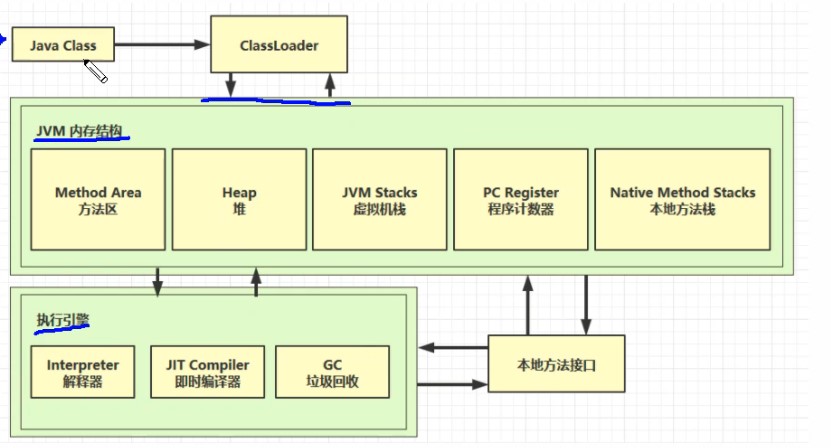 Java Class
ClassLoader
JVM 内存结构
Method Area
方法区
Heap
堆
JVM Stacks
虚拟机栈
PC Register
程序计数器
Native Method Stacks
本地方法栈
执行引擎
Interpreter
解释器
JIT Compiler
即时编译器
GC
垃圾回收
本地方法接口